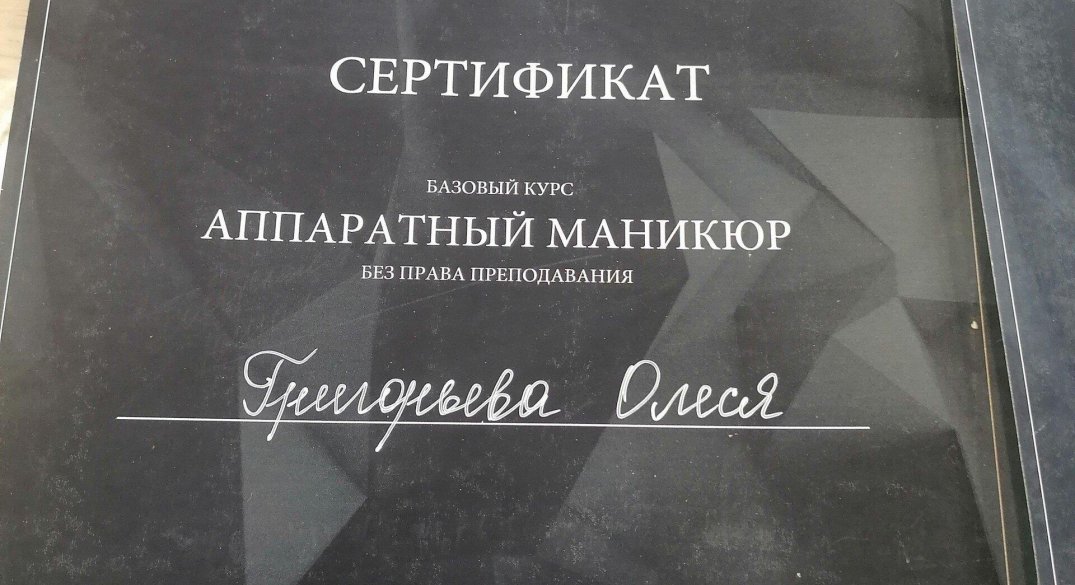 СЕРТИФИКАТ
БАЗОВЫЙ КУРС
АППАРАТНЫЙ МАНИКЮР
БЕЗ ПРАВА ПРЕПОДАВАНИЯ
Григорьева Олеся